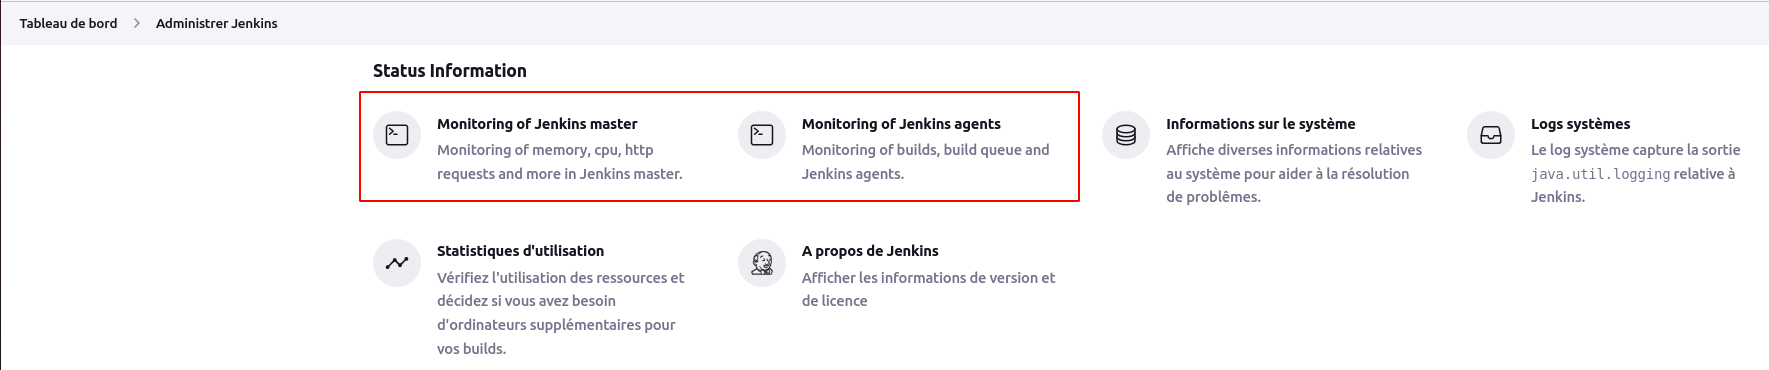 Tableau de bord > Administrer Jenkins
Status Information
Monitoring of Jenkins master
Monitoring of memory, cpu, http
requests and more in Jenkins master.
Monitoring of Jenkins agents
Monitoring of builds, build queue and
Jenkins agents.
Informations sur le système
Affiche diverses informations relatives
au système pour aider à la résolution
de problêmes.
Logs systèmes
Le log système capture la sortie
java.util.logging relative à
Jenkins.
Statistiques d'utilisation
Vérifiez l'utilisation des ressources et
décidez si vous avez besoin
d'ordinateurs supplémentaires pour
vos builds.
A propos de Jenkins
Afficher les informations de version et
de licence